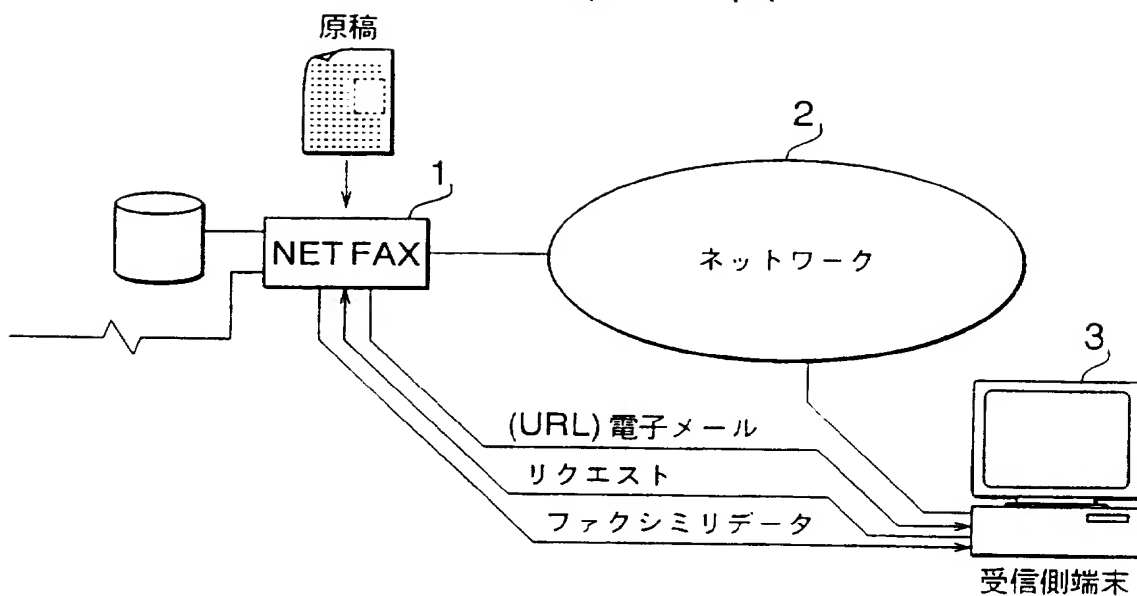 原稿
1
2
NET FAX
ネットワーク
3
(URL) 電子メール
リクエスト
ファクシミリデータ
受信側端末